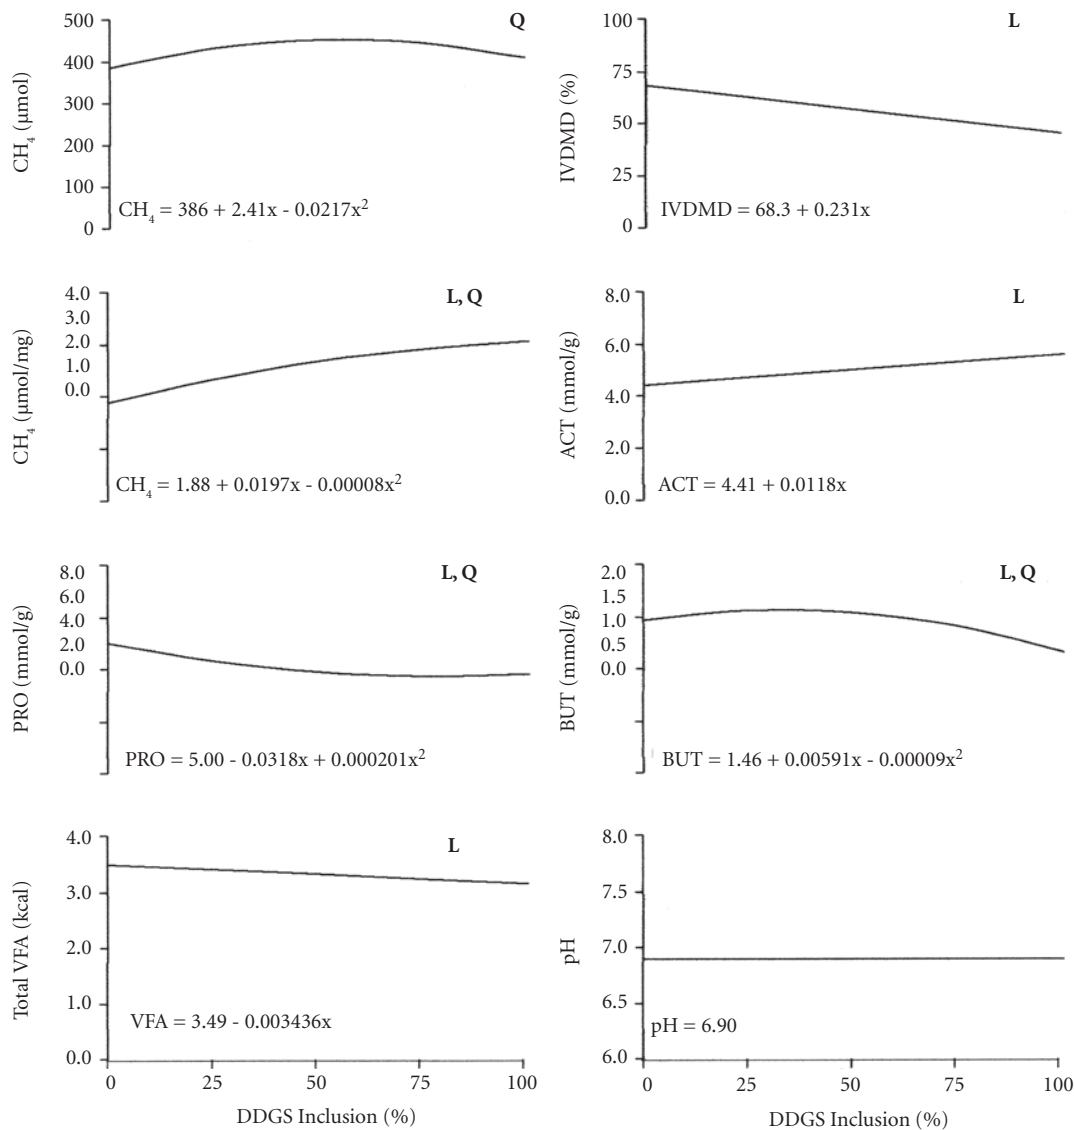 Q
500
400
300
200
100
0
CH₄ (μmol)
CH₄ = 386 + 2.41x - 0.0217x²
L
100
75
50
25
0
IVDMD (%)
IVDMD = 68.3 + 0.231x
L, Q
4.0
3.0
2.0
1.0
0.0
CH₄ (μmol/mg)
CH₄ = 1.88 + 0.0197x - 0.00008x²
L
8.0
6.0
4.0
2.0
0.0
ACT (mmol/g)
ACT = 4.41 + 0.0118x
L, Q
8.0
6.0
4.0
2.0
0.0
PRO (mmol/g)
PRO = 5.00 - 0.0318x + 0.000201x²
L, Q
2.0
1.5
1.0
0.5
0.0
BUT (mmol/g)
BUT = 1.46 + 0.00591x - 0.00009x²
L
4.0
3.0
2.0
1.0
0.0
Total VFA (kcal)
VFA = 3.49 - 0.003436x
0 25 50 75 100
DDGS Inclusion (%)
8.0
7.5
7.0
6.5
6.0
pH
pH = 6.90
0 25 50 75 100
DDGS Inclusion (%)